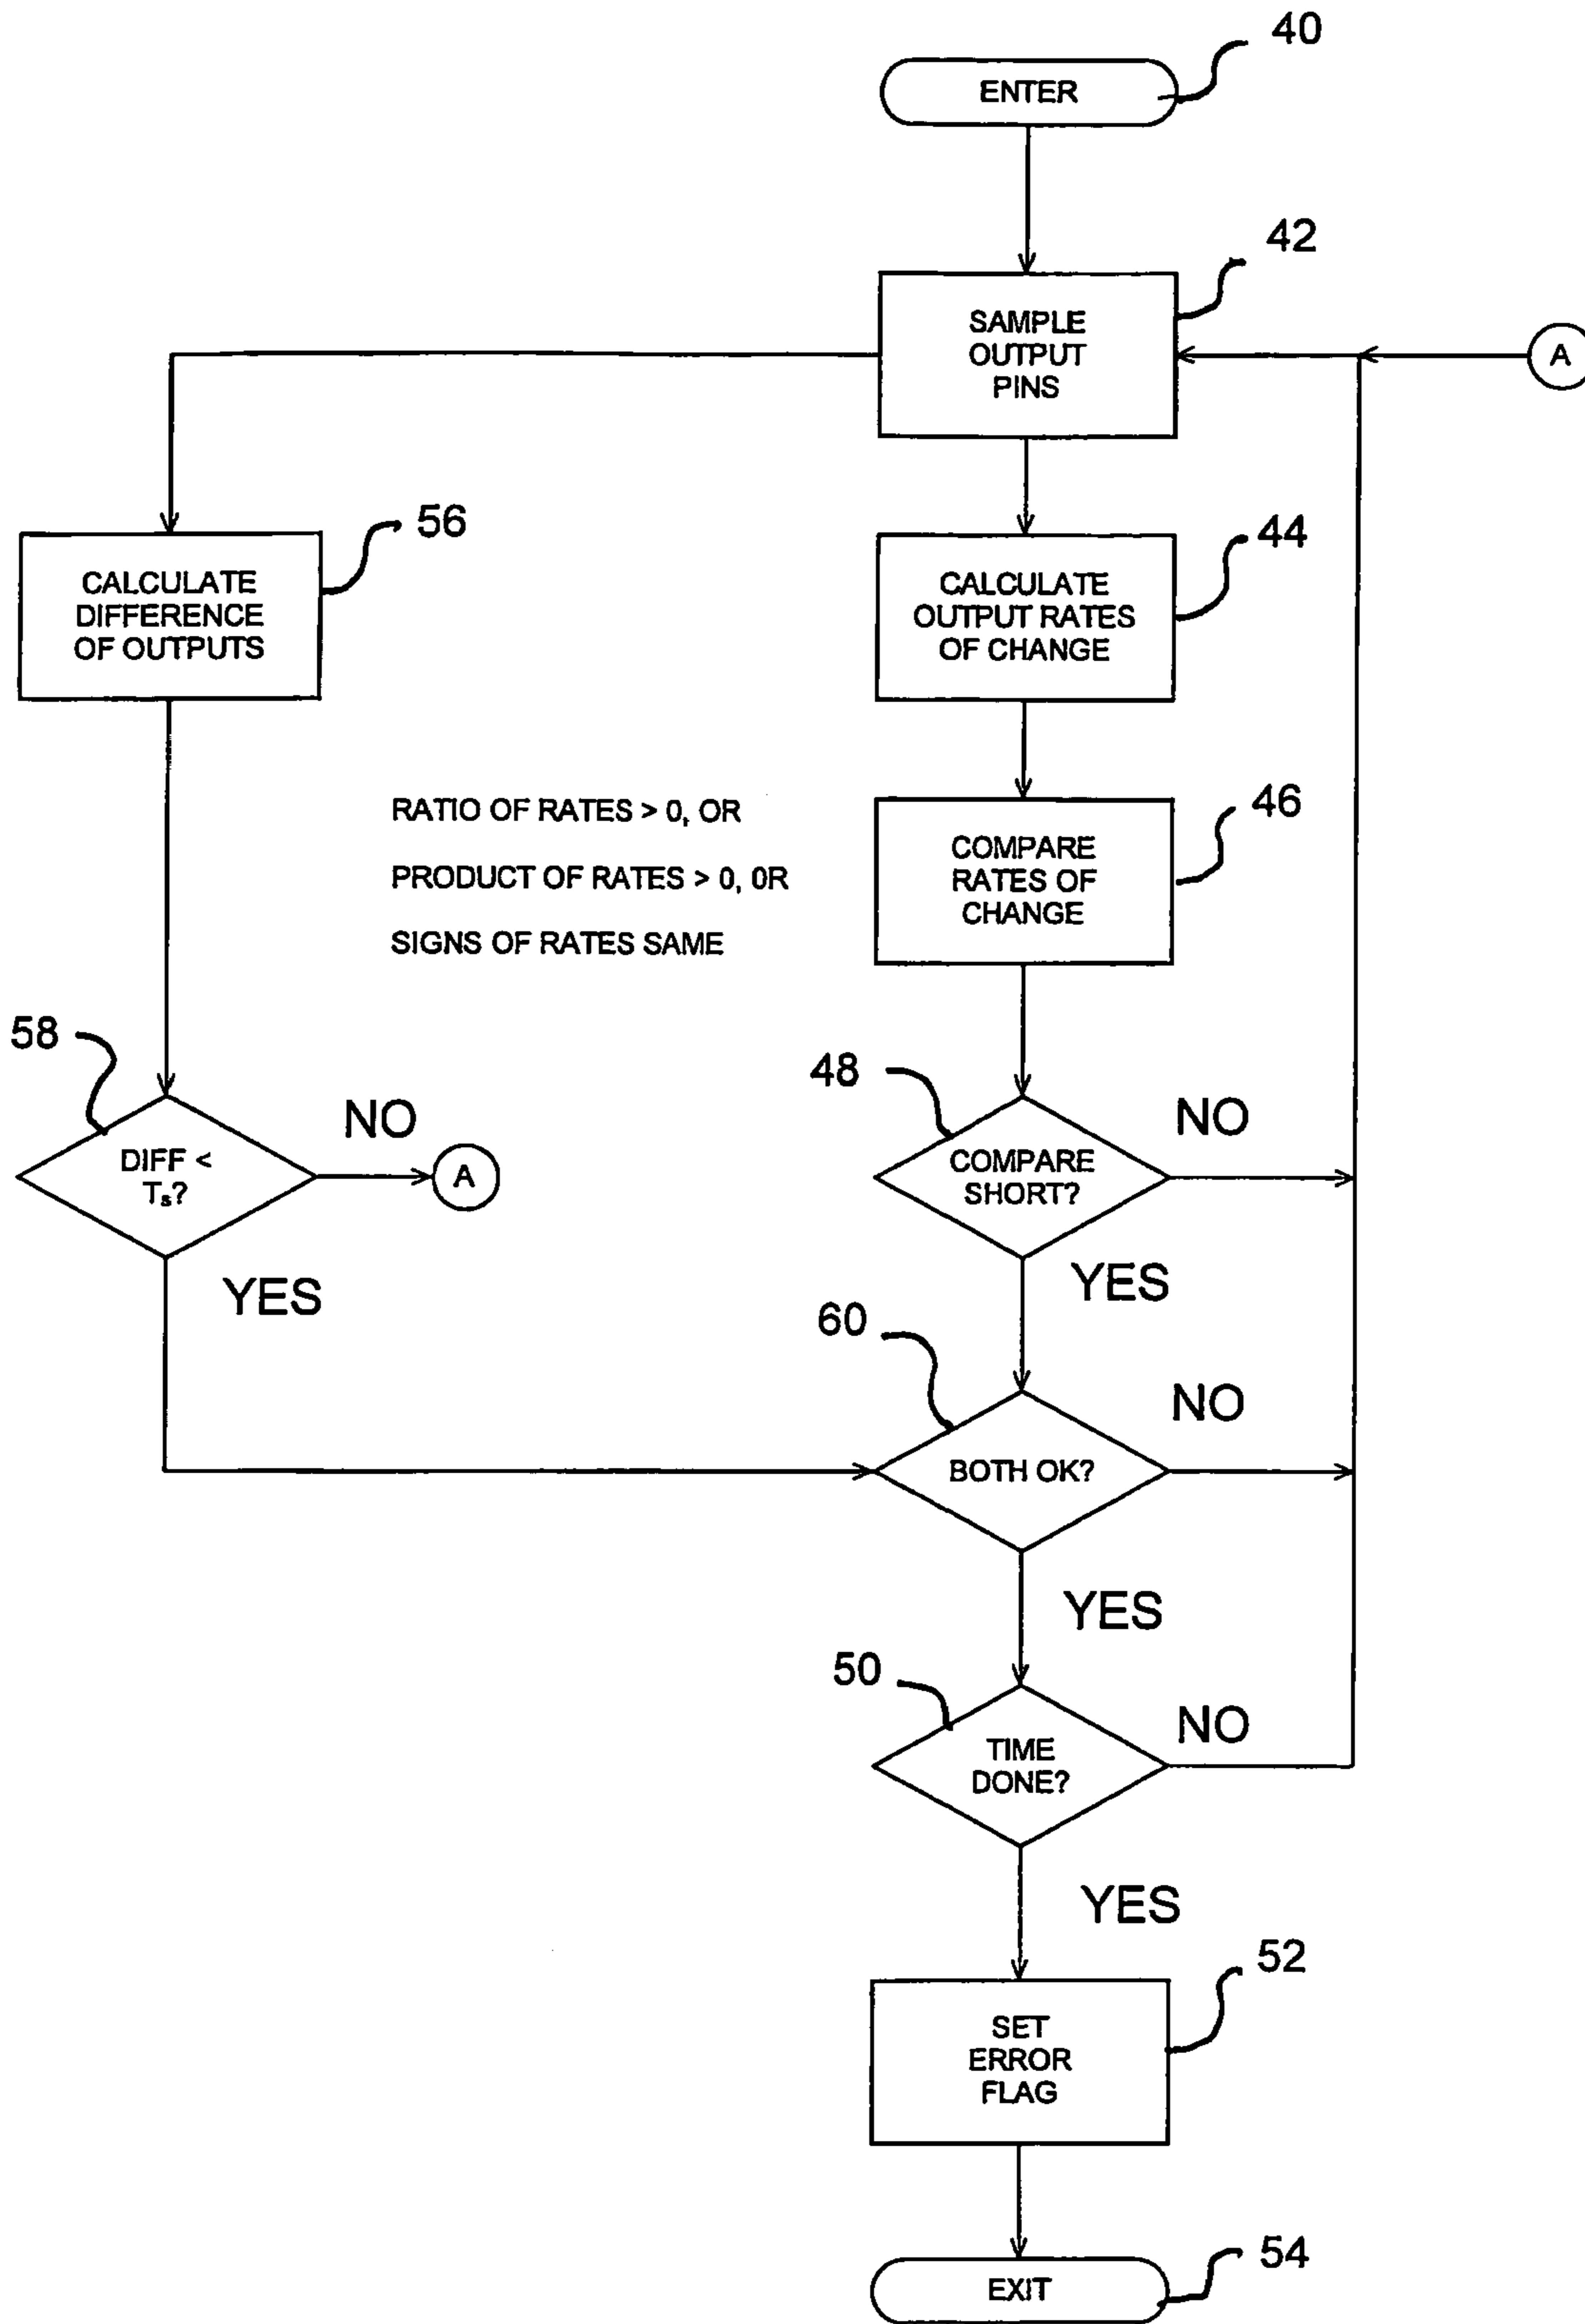 40
ENTER
42
SAMPLE
OUTPUT
PINS
A
56
CALCULATE
DIFFERENCE
OF OUTPUTS
44
CALCULATE
OUTPUT RATES
OF CHANGE
RATIO OF RATES > 0, OR
PRODUCT OF RATES > 0, 0R
SIGNS OF RATES SAME
46
COMPARE
RATES OF
CHANGE
58
DIFF <
Ts?
NO
A
YES
48
COMPARE
SHORT?
NO
YES
60
BOTH OK?
NO
YES
50
TIME
DONE?
NO
YES
52
SET
ERROR
FLAG
54
EXIT